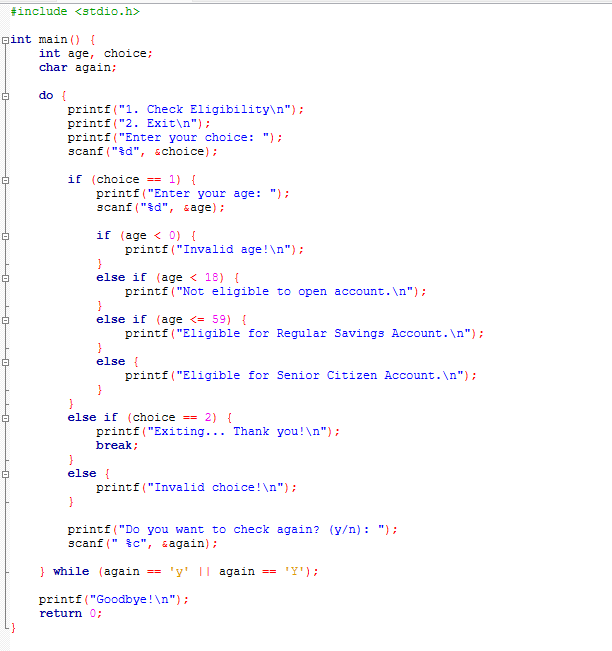 #include <stdio.h>
int main() {
int age, choice;
char again;
do {
printf("1. Check Eligibility\n");
printf("2. Exit\n");
printf("Enter your choice: ");
scanf("%d", &choice);
if (choice == 1) {
printf("Enter your age: ");
scanf("%d", &age);
if (age < 0) {
printf("Invalid age!\n");
}
else if (age < 18) {
printf("Not eligible to open account.\n");
}
else if (age <= 59) {
printf("Eligible for Regular Savings Account.\n");
}
else {
printf("Eligible for Senior Citizen Account.\n");
}
}
else if (choice == 2) {
printf("Exiting... Thank you!\n");
break;
}
else {
printf("Invalid choice!\n");
}
printf("Do you want to check again? (y/n): ");
scanf(" %c", &again);
} while (again == 'y' || again == 'Y');
printf("Goodbye!\n");
return 0;
}